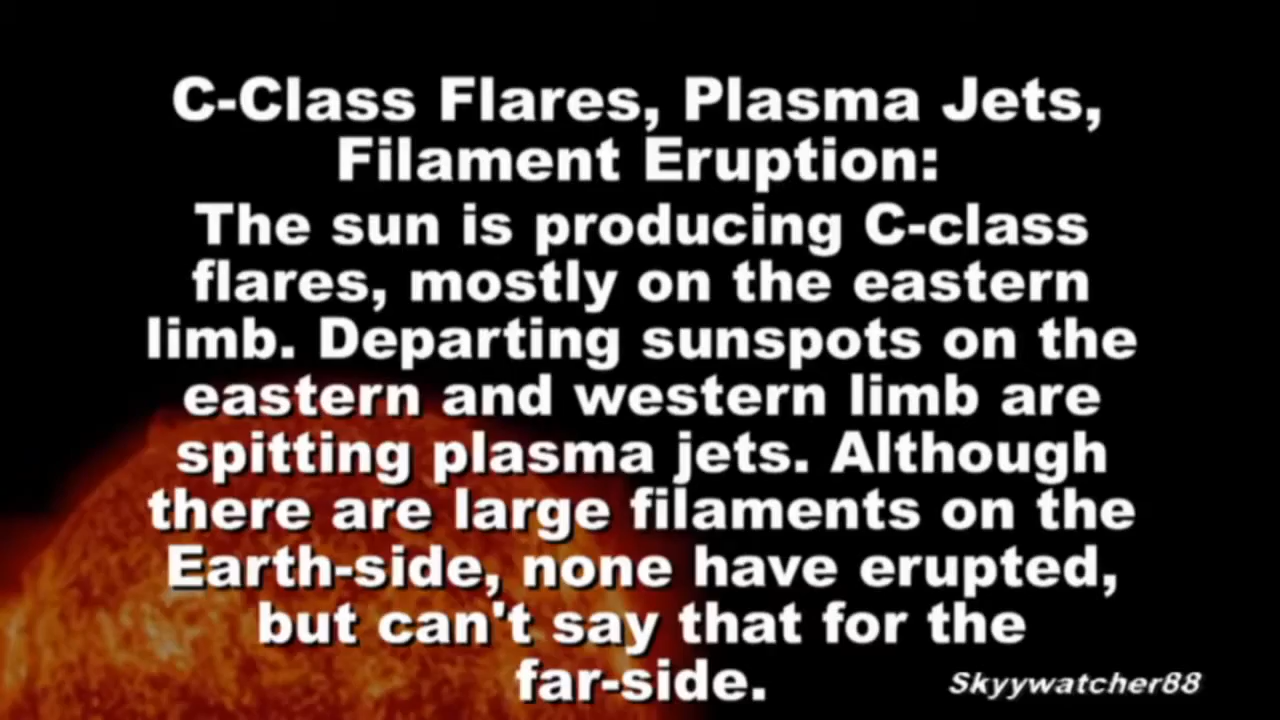 C-Class Flares, Plasma Jets,
Filament Eruption:
The sun is producing C-class
flares, mostly on the eastern
limb. Departing sunspots on the
eastern and western limb are
spitting plasma jets. Although
there are large filaments on the
Earth-side, none have erupted,
but can't say that for the
far-side.
Skyywatcher88